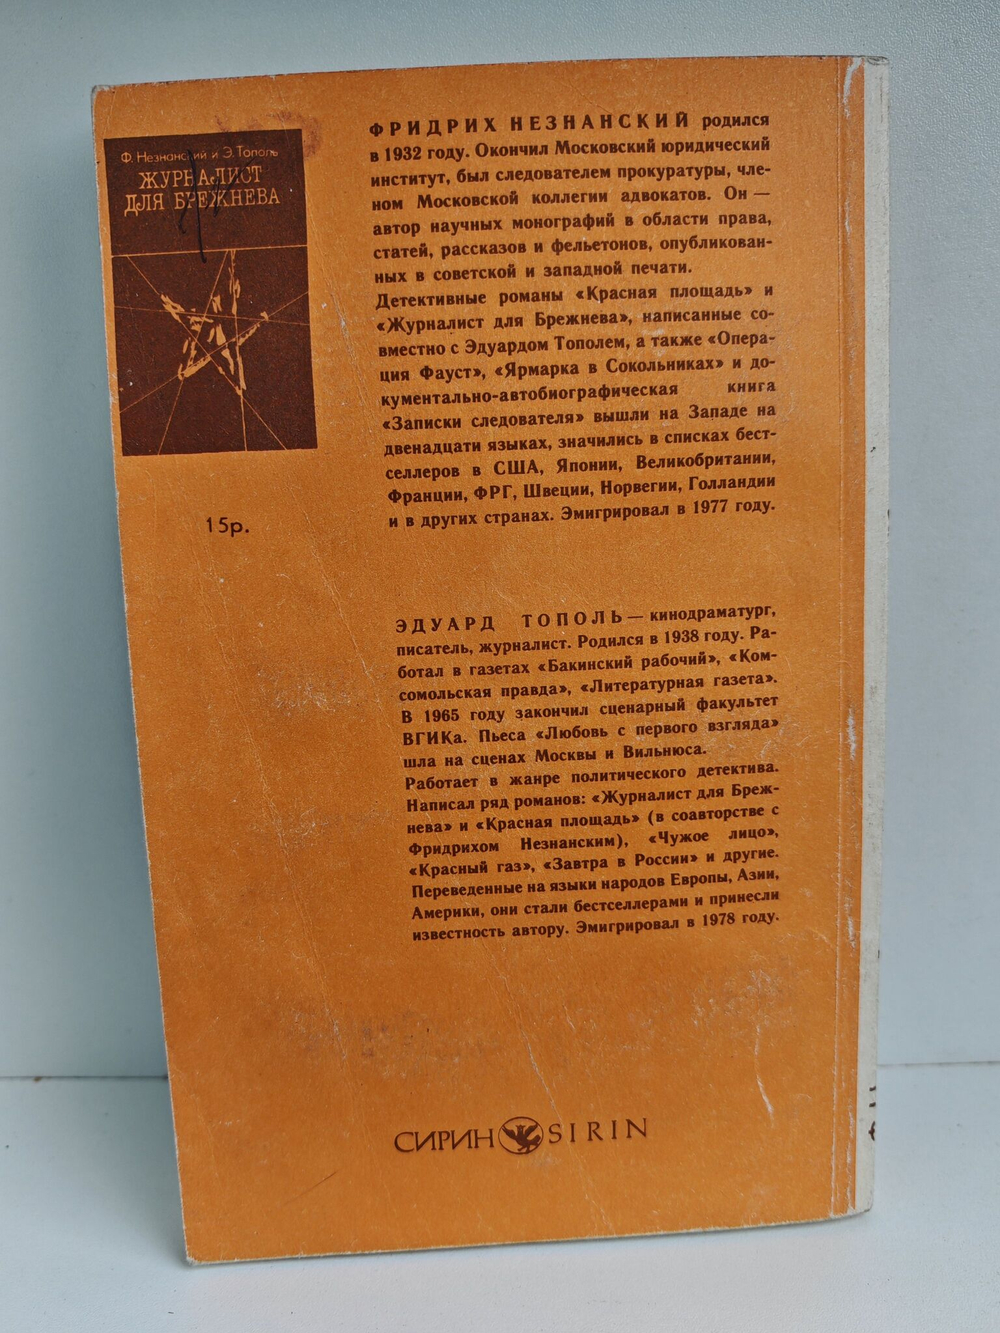 Ф. Незнанский и Э. Тополь
ЖУРНАЛИСТ
ДЛЯ БРЕЖНЕВА
15р.
ФРИДРИХ НЕЗНАНСКИЙ родился
в 1932 году. Окончил Московский юридический
институт, был следователем прокуратуры, чле-
ном Московской коллегии адвокатов. Он —
автор научных монографий в области права,
статей, рассказов и фельетонов, опубликован-
ных в советской и западной печати.
Детективные романы «Красная площадь» и
«Журналист для Брежнева», написанные со-
вместно с Эдуардом Тополем, а также «Опера-
ция Фауст», «Ярмарка в Сокольниках» и до-
кументально-автобиографическая книга
«Записки следователя» вышли на Западе на
двенадцати языках, значились в списках бест-
селлеров в США, Японии, Великобритании,
Франции, ФРГ, Швеции, Норвегии, Голландии
и в других странах. Эмигрировал в 1977 году.
ЭДУАРД ТОПОЛЬ — кинодраматург,
писатель, журналист. Родился в 1938 году. Ра-
ботал в газетах «Бакинский рабочий», «Ком-
сомольская правда», «Литературная газета».
В 1965 году закончил сценарный факультет
ВГИКа. Пьеса «Любовь с первого взгляда»
шла на сценах Москвы и Вильнюса.
Работает в жанре политического детектива.
Написал ряд романов: «Журналист для Бреж-
нева» и «Красная площадь» (в соавторстве с
Фридрихом Незнанским), «Чужое лицо»,
«Красный газ», «Завтра в России» и другие.
Переведенные на языки народов Европы, Азии,
Америки, они стали бестселлерами и принесли
известность автору. Эмигрировал в 1978 году.
СИРИН SIRIN